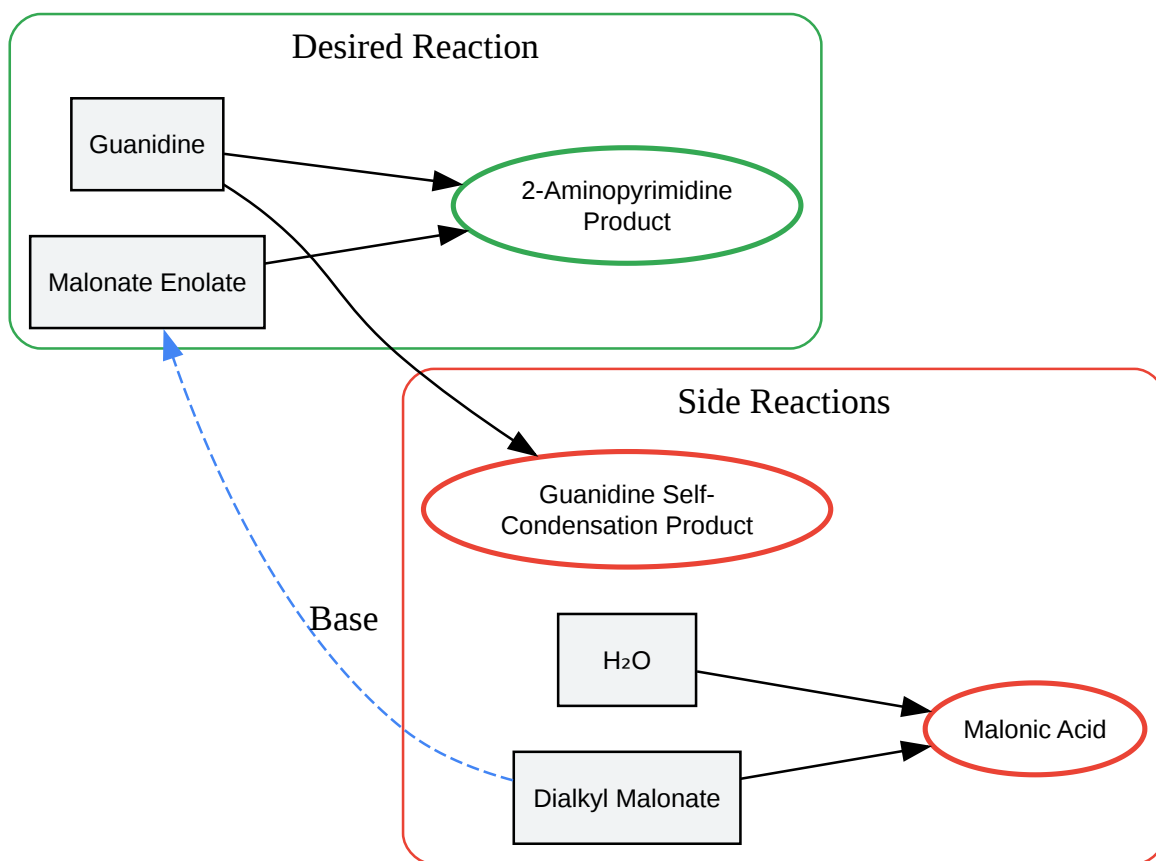 Desired Reaction
Guanidine
2-Aminopyrimidine
Product
Malonate Enolate
Side Reactions
Guanidine Self-
Condensation Product
Base
H₂O
Malonic Acid
Dialkyl Malonate